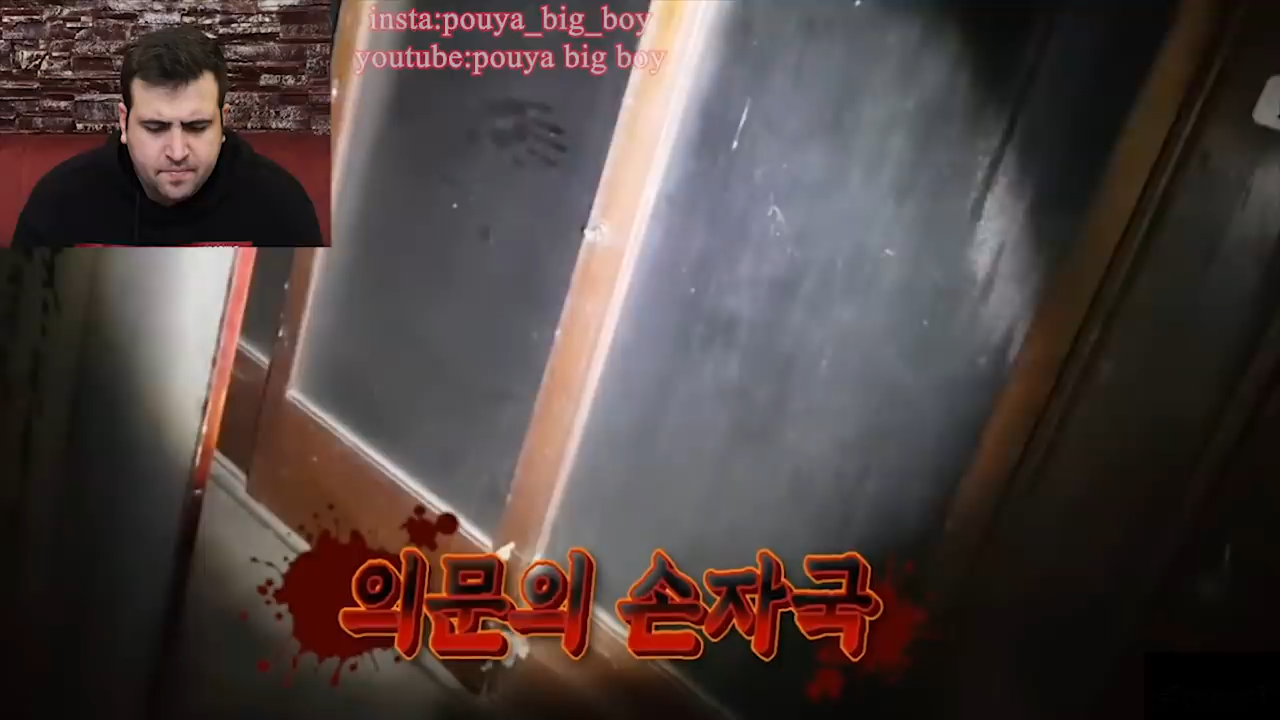 insta:pouya_big_boy
youtube:pouya big boy
의문의 손자국